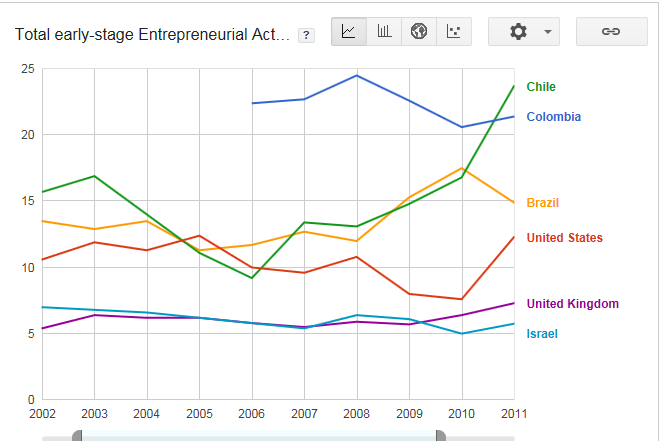 Total early-stage Entrepreneurial Act... ?
25
20
15
10
5
0
Chile
Colombia
Brazil
United States
United Kingdom
Israel
2002 2003 2004 2005 2006 2007 2008 2009 2010 2011